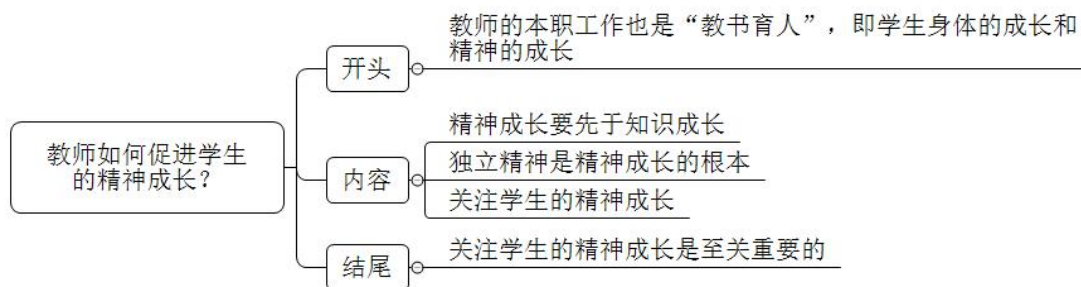 教师如何促进学生
的精神成长？
开头
教师的本职工作也是“教书育人”，即学生身体的成长和
精神的成长
内容
精神成长要先于知识成长
独立精神是精神成长的根本
关注学生的精神成长
结尾
关注学生的精神成长是至关重要的